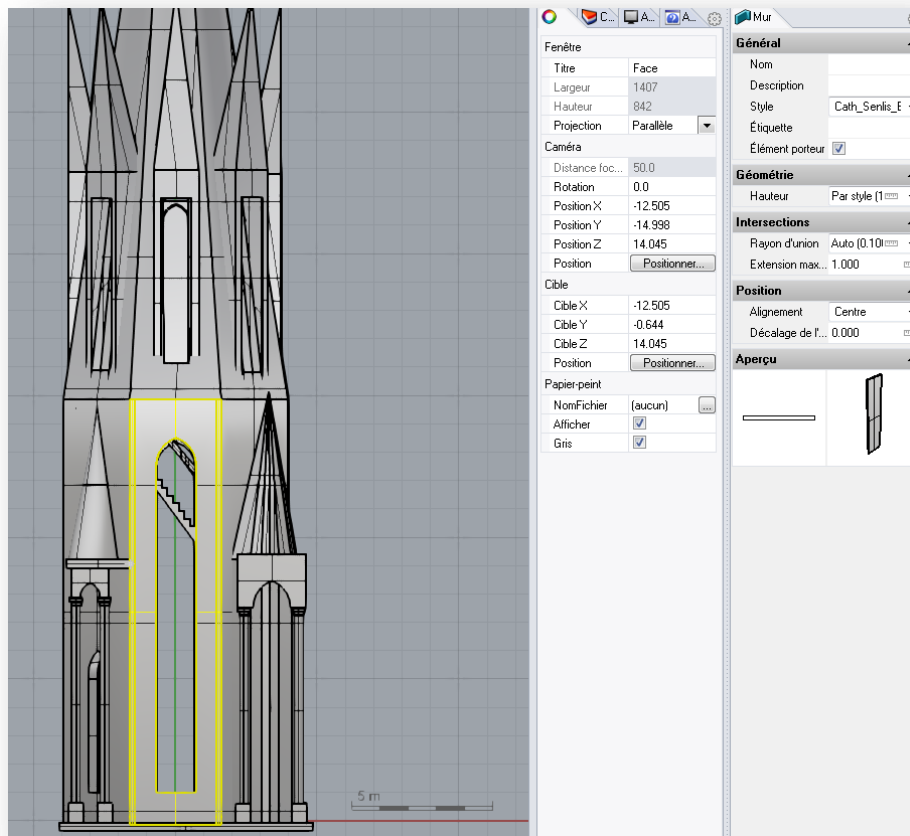 C... A... A... Mur
Fenêtre
Titre Face
Largeur 1407
Hauteur 842
Projection Parallèle
Caméra
Distance foc... 50.0
Rotation 0.0
Position X -12.505
Position Y -14.998
Position Z 14.045
Position Positionner...
Cible
Cible X -12.505
Cible Y -0.644
Cible Z 14.045
Position Positionner...
Papier-peint
NomFichier (aucun) ...
Afficher
Gris
Général
Nom
Description
Style Cath_Senlis_E
Étiquette
Élément porteur
Géométrie
Hauteur Par style (1
Intersections
Rayon d'union Auto (0.10
Extension max... 1.000
Position
Alignement Centre
Décalage de l'... 0.000
Aperçu
5 m